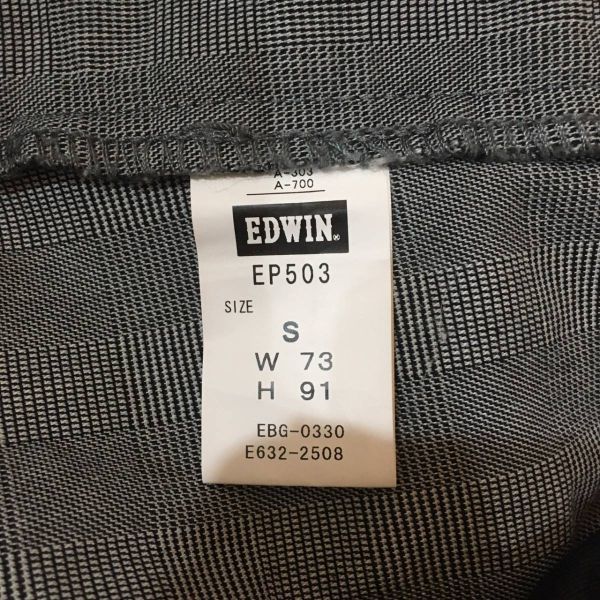 A-303
A-700
EDWIN®
EP503
SIZE
S
W 73
H 91
EBG-0330
E632-2508